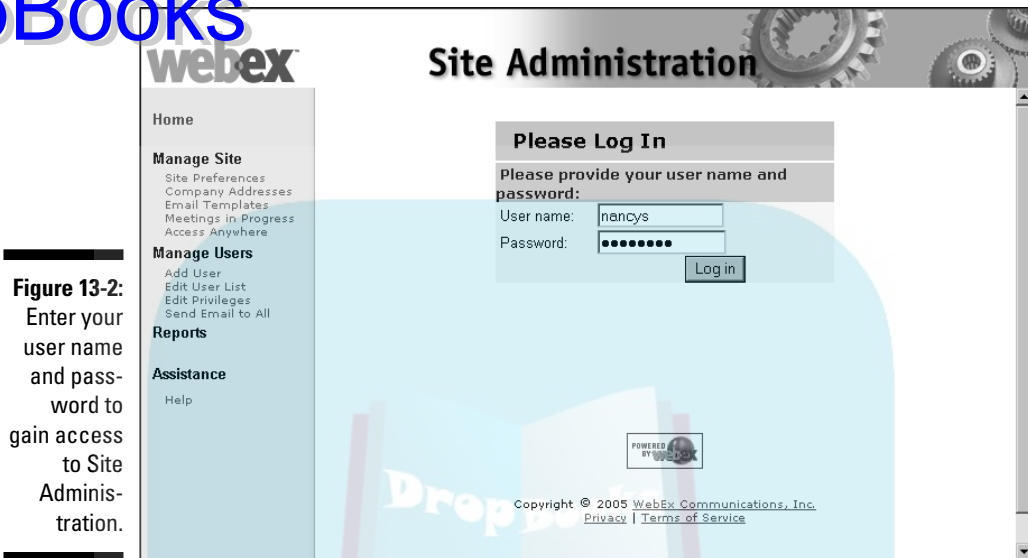 pBooks
webex
Site Administration
Home
Manage Site
Site Preferences
Company Addresses
Email Templates
Meetings in Progress
Access Anywhere
Manage Users
Add User
Edit User List
Edit Privileges
Send Email to All
Reports
Assistance
Help
Please Log In
Please provide your user name and
password:
User name: nancys
Password: ●●●●●●●●
Log in
POWERED
BY webex
Copyright © 2005 WebEx Communications, Inc.
Privacy | Terms of Service
Figure 13-2:
Enter your
user name
and pass-
word to
gain access
to Site
Adminis-
tration.